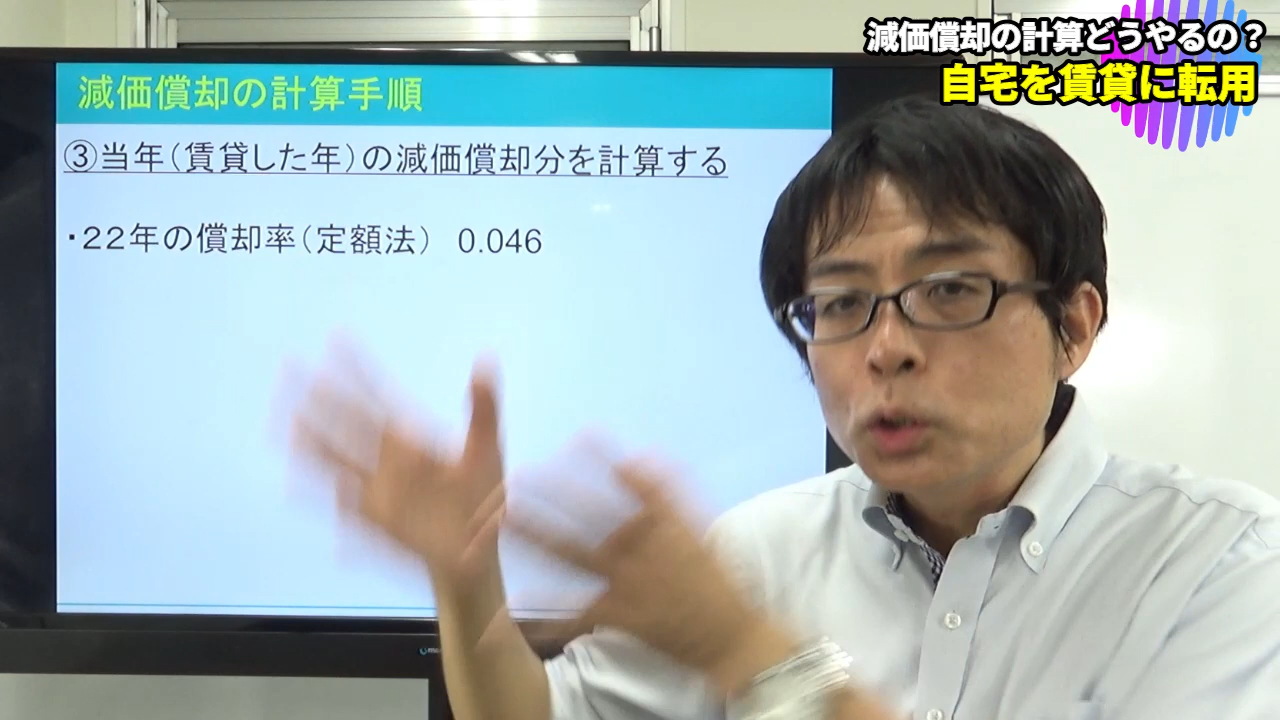 減価償却の計算どうやるの？
自宅を賃貸に転用
減価償却の計算手順
③当年（賃貸した年）の減価償却分を計算する
・２２年の償却率（定額法）　0.046